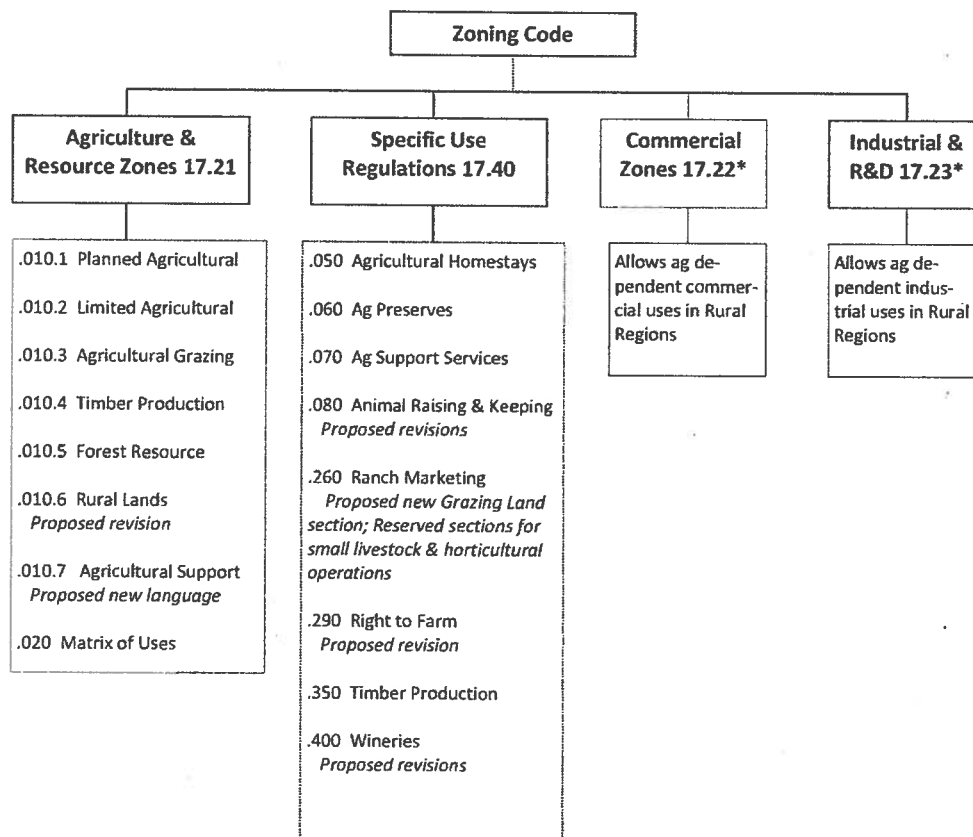 Zoning Code
Agriculture &
Resource Zones 17.21
Specific Use
Regulations 17.40
Commercial
Zones 17.22*
Industrial &
R&D 17.23*
.010.1 Planned Agricultural
.010.2 Limited Agricultural
.010.3 Agricultural Grazing
.010.4 Timber Production
.010.5 Forest Resource
.010.6 Rural Lands
Proposed revision
.010.7 Agricultural Support
Proposed new language
.020 Matrix of Uses
.050 Agricultural Homestays
.060 Ag Preserves
.070 Ag Support Services
.080 Animal Raising & Keeping
Proposed revisions
.260 Ranch Marketing
Proposed new Grazing Land
section; Reserved sections for
small livestock & horticultural
operations
.290 Right to Farm
Proposed revision
.350 Timber Production
.400 Wineries
Proposed revisions
Allows ag de-
pendent commer-
cial uses in Rural
Regions
Allows ag de-
pendent indus-
trial uses in Rural
Regions